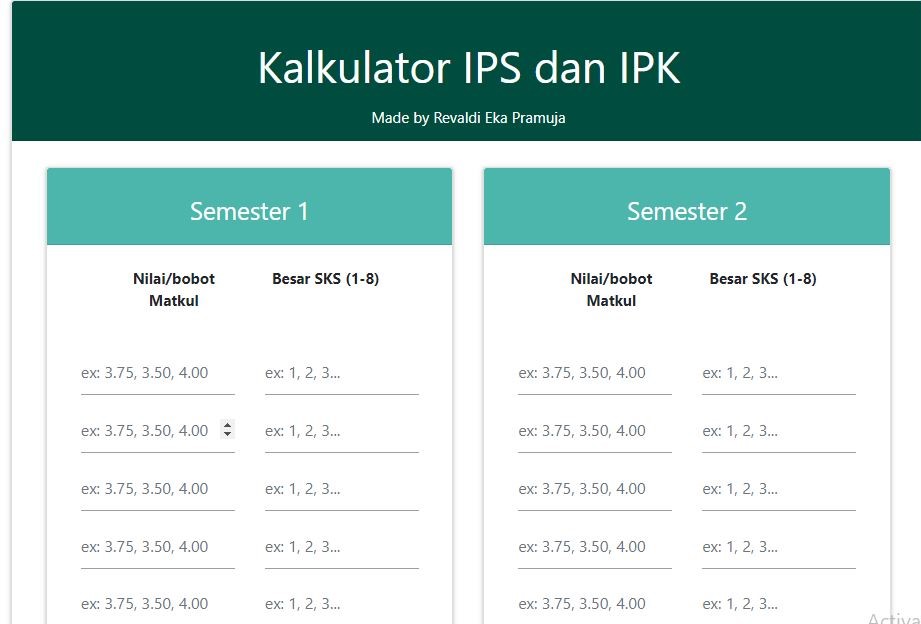 Kalkulator IPS dan IPK
Made by Revaldi Eka Pramuja
Semester 1
Nilai/bobot Besar SKS (1-8)
Matkul
ex: 3.75, 3.50, 4.00 ex: 1, 2, 3...
ex: 3.75, 3.50, 4.00 ex: 1, 2, 3...
ex: 3.75, 3.50, 4.00 ex: 1, 2, 3...
ex: 3.75, 3.50, 4.00 ex: 1, 2, 3...
ex: 3.75, 3.50, 4.00 ex: 1, 2, 3...
Semester 2
Nilai/bobot Besar SKS (1-8)
Matkul
ex: 3.75, 3.50, 4.00 ex: 1, 2, 3...
ex: 3.75, 3.50, 4.00 ex: 1, 2, 3...
ex: 3.75, 3.50, 4.00 ex: 1, 2, 3...
ex: 3.75, 3.50, 4.00 ex: 1, 2, 3...
ex: 3.75, 3.50, 4.00 ex: 1, 2, 3...